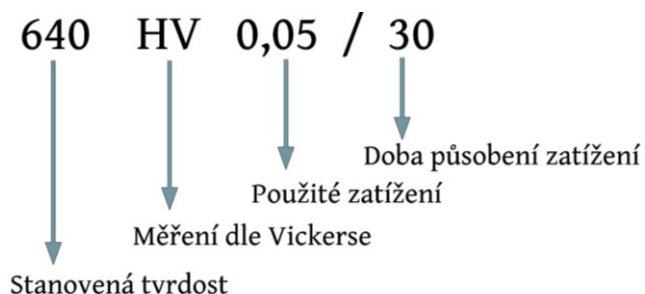 640 HV 0,05 / 30
Doba působení zatížení
Použité zatížení
Měření dle Vickerse
Stanovená tvrdost